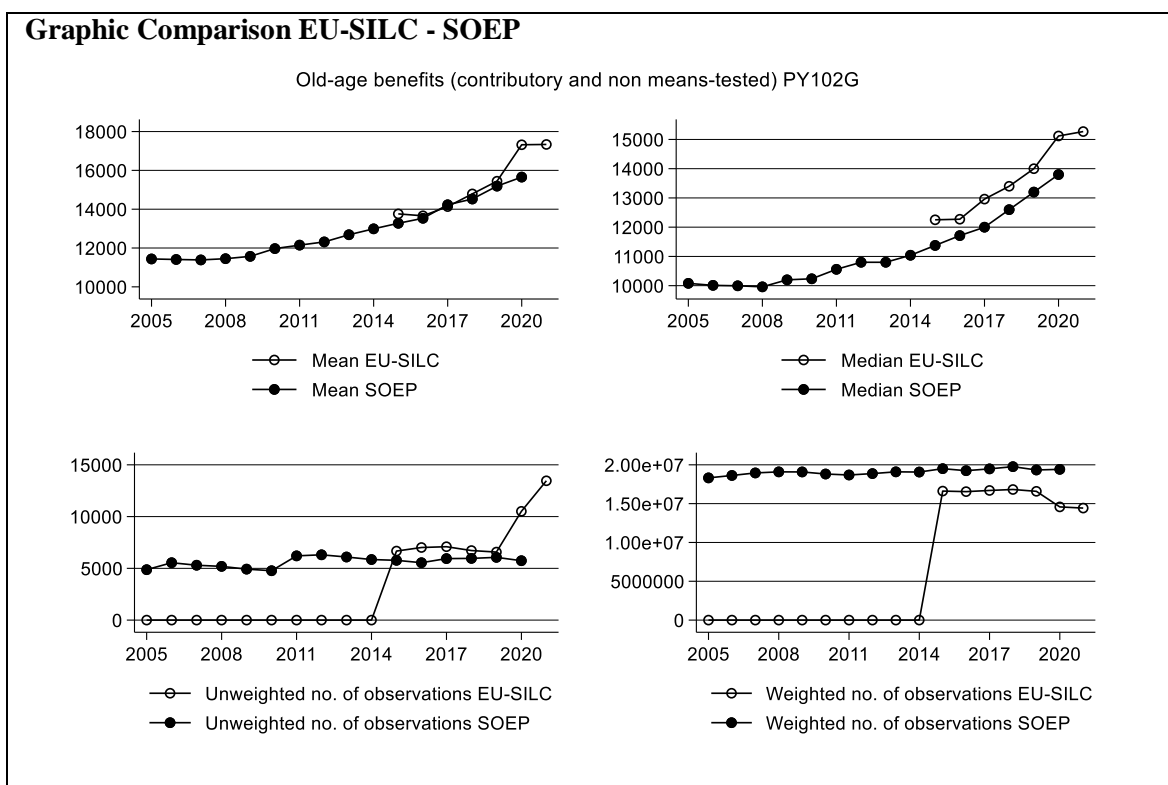 Graphic Comparison EU-SILC - SOEP
Old-age benefits (contributory and non means-tested) PY102G
18000
16000
14000
12000
10000
2005 2008 2011 2014 2017 2020
Mean EU-SILC
Mean SOEP
15000
14000
13000
12000
11000
10000
2005 2008 2011 2014 2017 2020
Median EU-SILC
Median SOEP
15000
10000
5000
0
2005 2008 2011 2014 2017 2020
Unweighted no. of observations EU-SILC
Unweighted no. of observations SOEP
2.00e+07
1.50e+07
1.00e+07
5000000
0
2005 2008 2011 2014 2017 2020
Weighted no. of observations EU-SILC
Weighted no. of observations SOEP